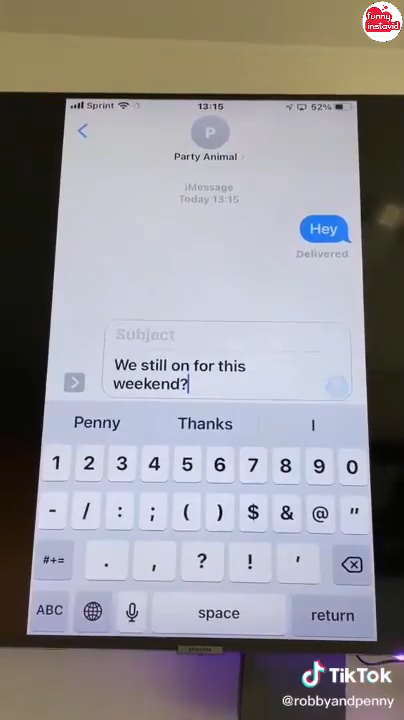 funny
instavid
Sprint 13:15 52%
P
Party Animal
iMessage
Today 13:15
Hey
Delivered
Subject
We still on for this
weekend?
Penny Thanks I
1 2 3 4 5 6 7 8 9 0
- / : ; ( ) $ & @ "
#+= . , ? ! ' 
ABC space return
TikTok
@robbyandpenny